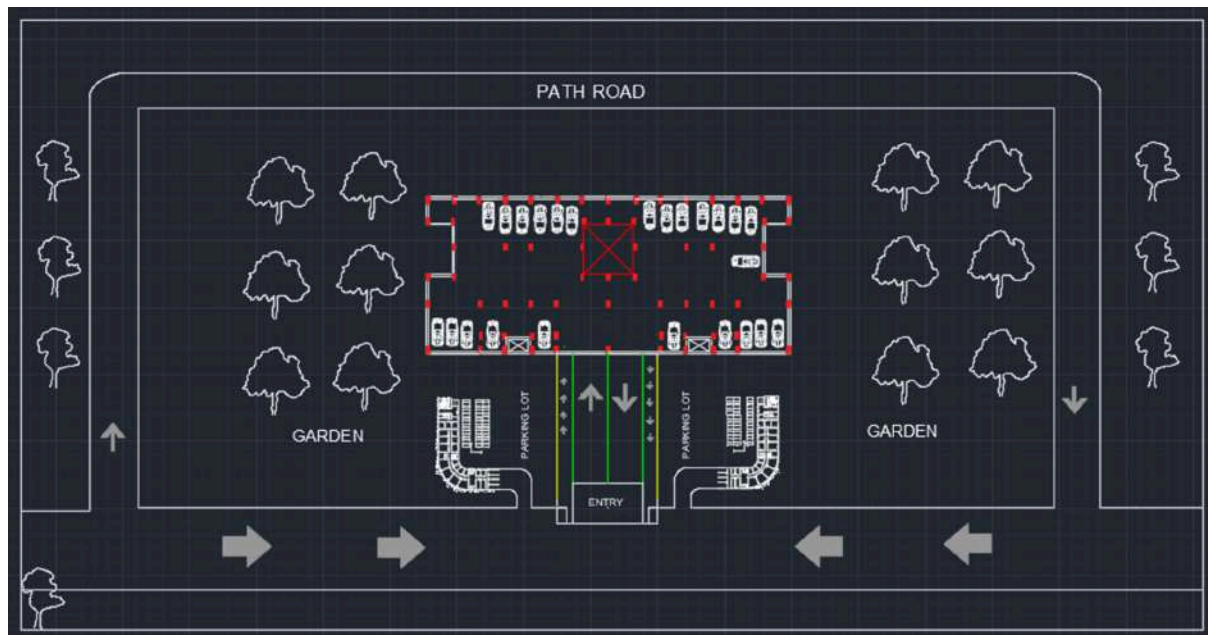 PATH ROAD
PARKING LOT
PARKING LOT
GARDEN
GARDEN
ENTRY